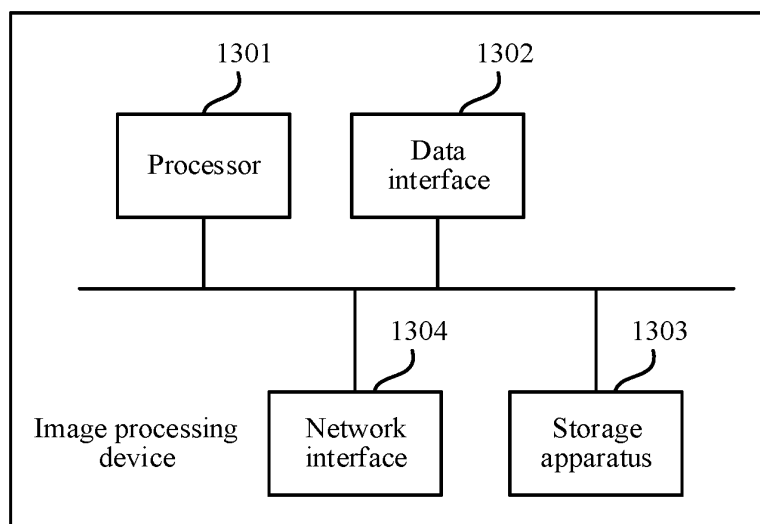 1301
1302
Processor
Data
interface
1304
1303
Image processing
device
Network
interface
Storage
apparatus